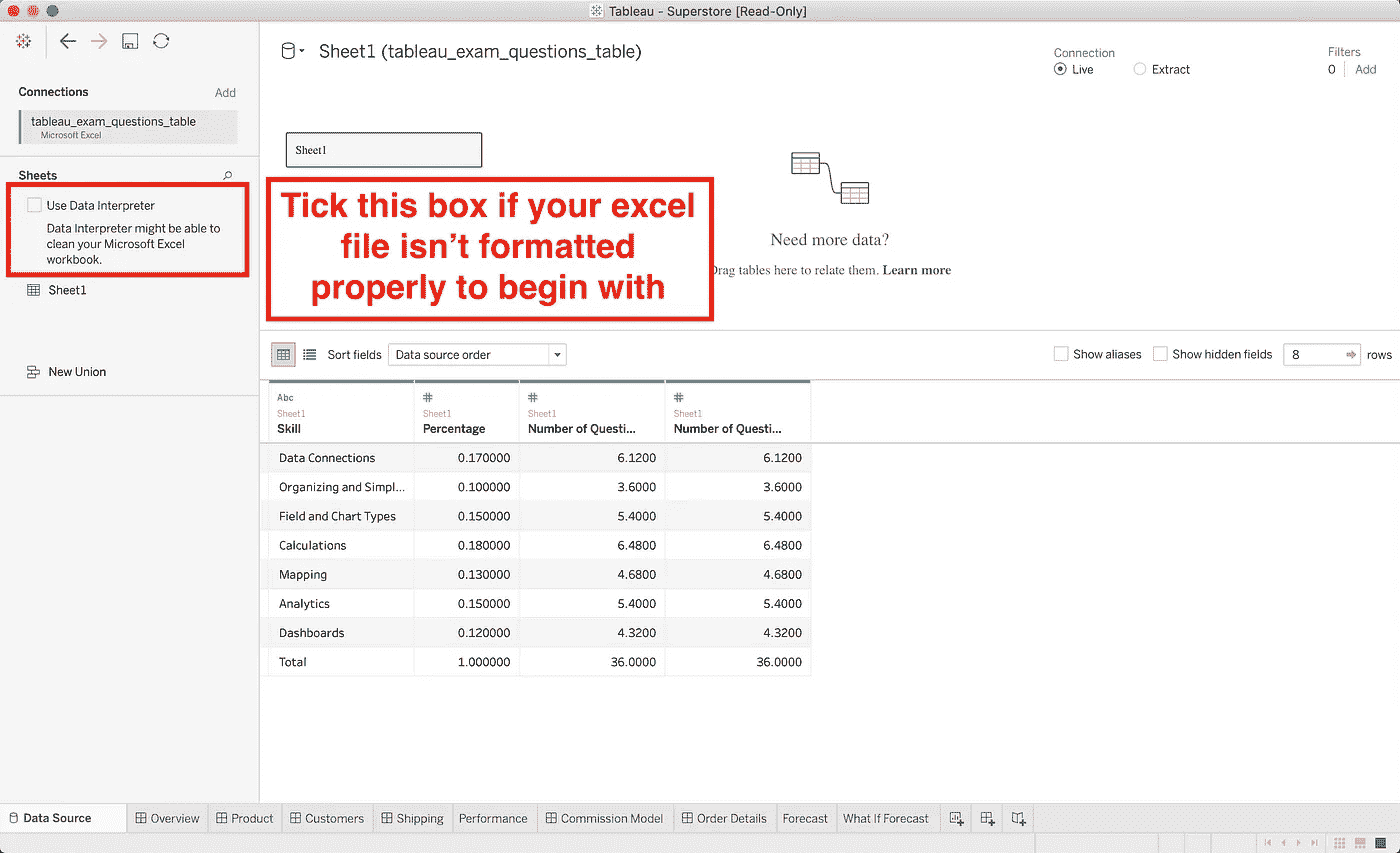 Tableau - Superstore [Read-Only]
Connections Add
tableau_exam_questions_table
Microsoft Excel
Sheets
Use Data Interpreter
Data Interpreter might be able to
clean your Microsoft Excel
workbook.
Sheet1
New Union
Sheet1 (tableau_exam_questions_table)
Connection
Live Extract
Filters
0 Add
Sheet1
Tick this box if your excel
file isn't formatted
properly to begin with
Need more data?
Drag tables here to relate them. Learn more
Sort fields Data source order Show aliases Show hidden fields 8 rows
Abc
Sheet1 Sheet1 Sheet1 Sheet1
Skill Percentage Number of Questi... Number of Questi...
Data Connections 0.170000 6.1200 6.1200
Organizing and Simpl... 0.100000 3.6000 3.6000
Field and Chart Types 0.150000 5.4000 5.4000
Calculations 0.180000 6.4800 6.4800
Mapping 0.130000 4.6800 4.6800
Analytics 0.150000 5.4000 5.4000
Dashboards 0.120000 4.3200 4.3200
Total 1.000000 36.0000 36.0000
Data Source Overview Product Customers Shipping Performance Commission Model Order Details Forecast What If Forecast